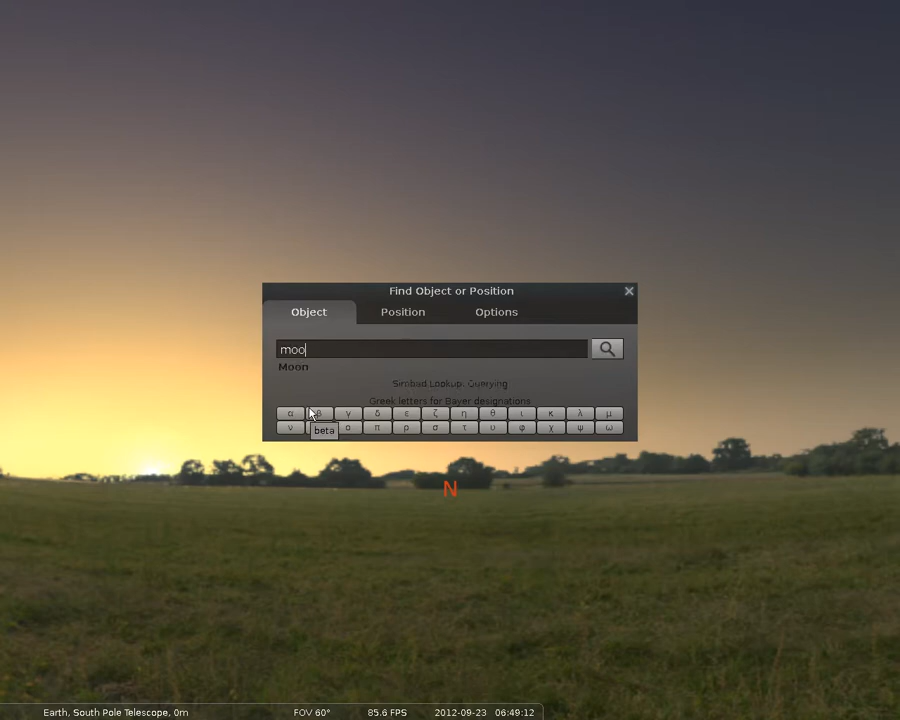 Find Object or Position
Object Position Options
moo
Moon
Simbad Lookup: Querying
Greek letters for Bayer designations
α β γ δ ε ζ η θ ι κ λ μ
ν ο π ρ σ τ υ φ χ ψ ω
beta
N
Earth, South Pole Telescope, 0m FOV 60° 85.6 FPS 2012-09-23 06:49:12